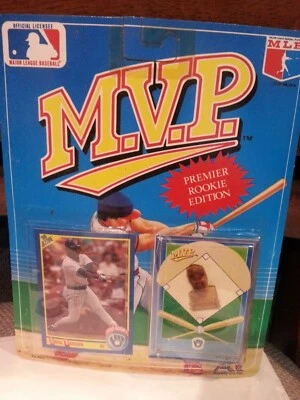 OFFICIAL LICENSEE
MAJOR LEAGUE BASEBALL
MLB
M.V.P.
TM
PREMIER
ROOKIE
EDITION
M.V.P.